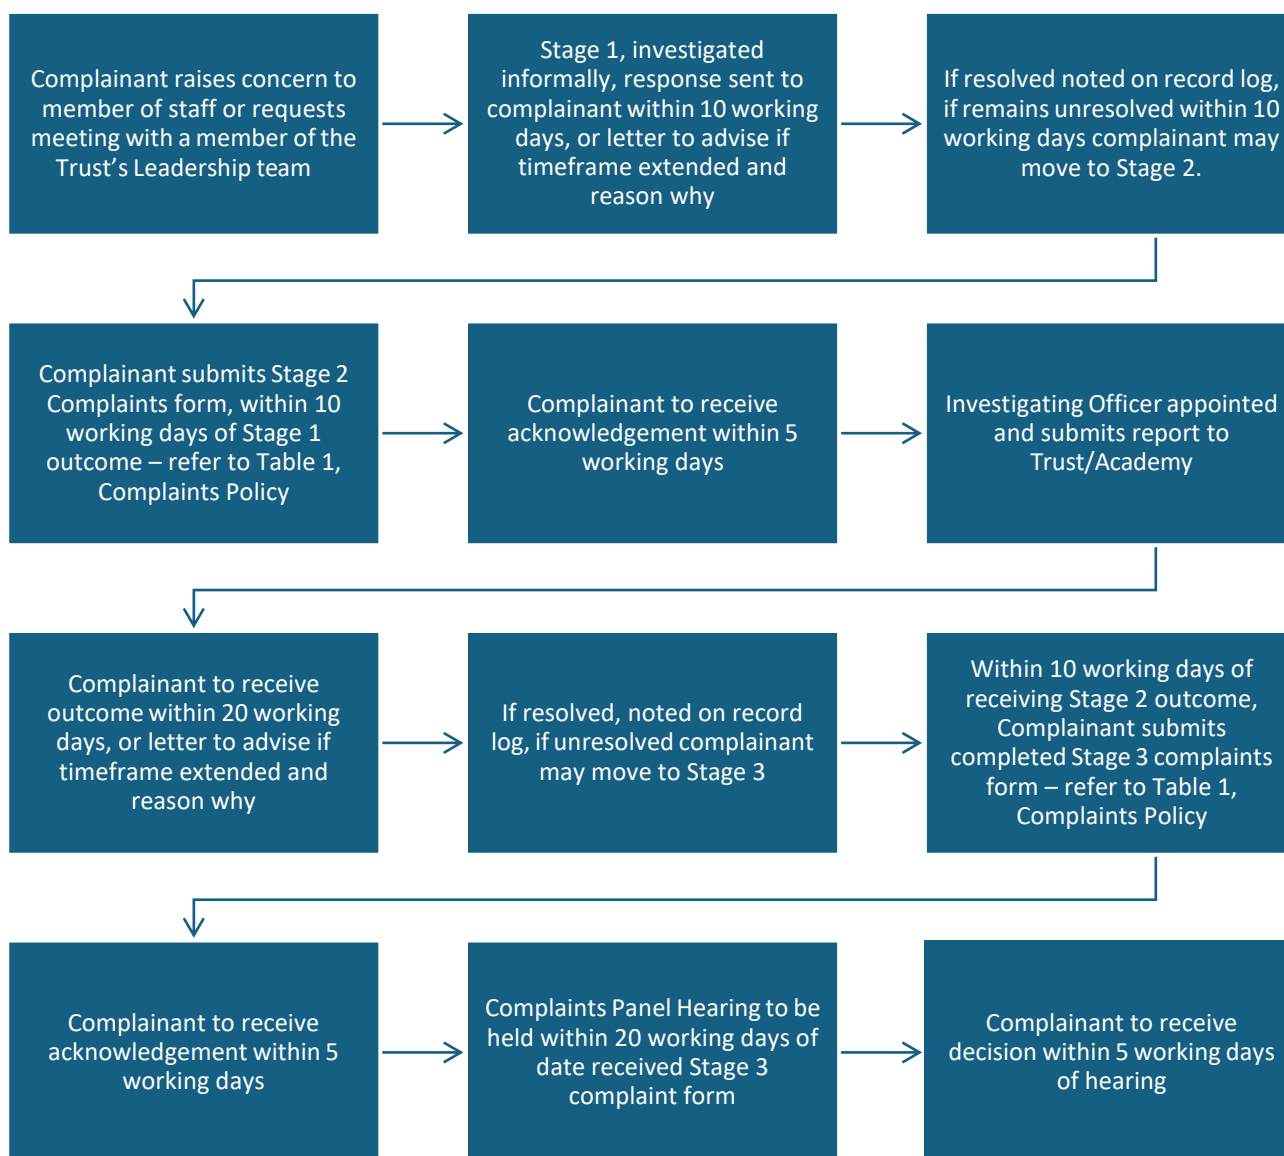 Complainant raises concern to
member of staff or requests
meeting with a member of the
Trust’s Leadership team
Stage 1, investigated
informally, response sent to
complainant within 10 working
days, or letter to advise if
timeframe extended and
reason why
If resolved noted on record log,
if remains unresolved within 10
working days complainant may
move to Stage 2.
Complainant submits Stage 2
Complaints form, within 10
working days of Stage 1
outcome – refer to Table 1,
Complaints Policy
Complainant to receive
acknowledgement within 5
working days
Investigating Officer appointed
and submits report to
Trust/Academy
Complainant to receive
outcome within 20 working
days, or letter to advise if
timeframe extended and
reason why
If resolved, noted on record
log, if unresolved complainant
may move to Stage 3
Within 10 working days of
receiving Stage 2 outcome,
Complainant submits
completed Stage 3 complaints
form – refer to Table 1,
Complaints Policy
Complainant to receive
acknowledgement within 5
working days
Complaints Panel Hearing to be
held within 20 working days of
date received Stage 3
complaint form
Complainant to receive
decision within 5 working days
of hearing